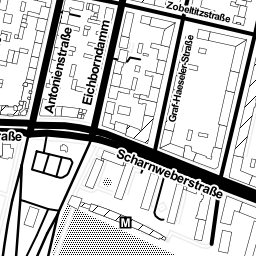 Zobeltitzstraße
Antonienstraße
Eichborndamm
Graf-Haeseler-Straße
raße
Scharnweberstraße
M